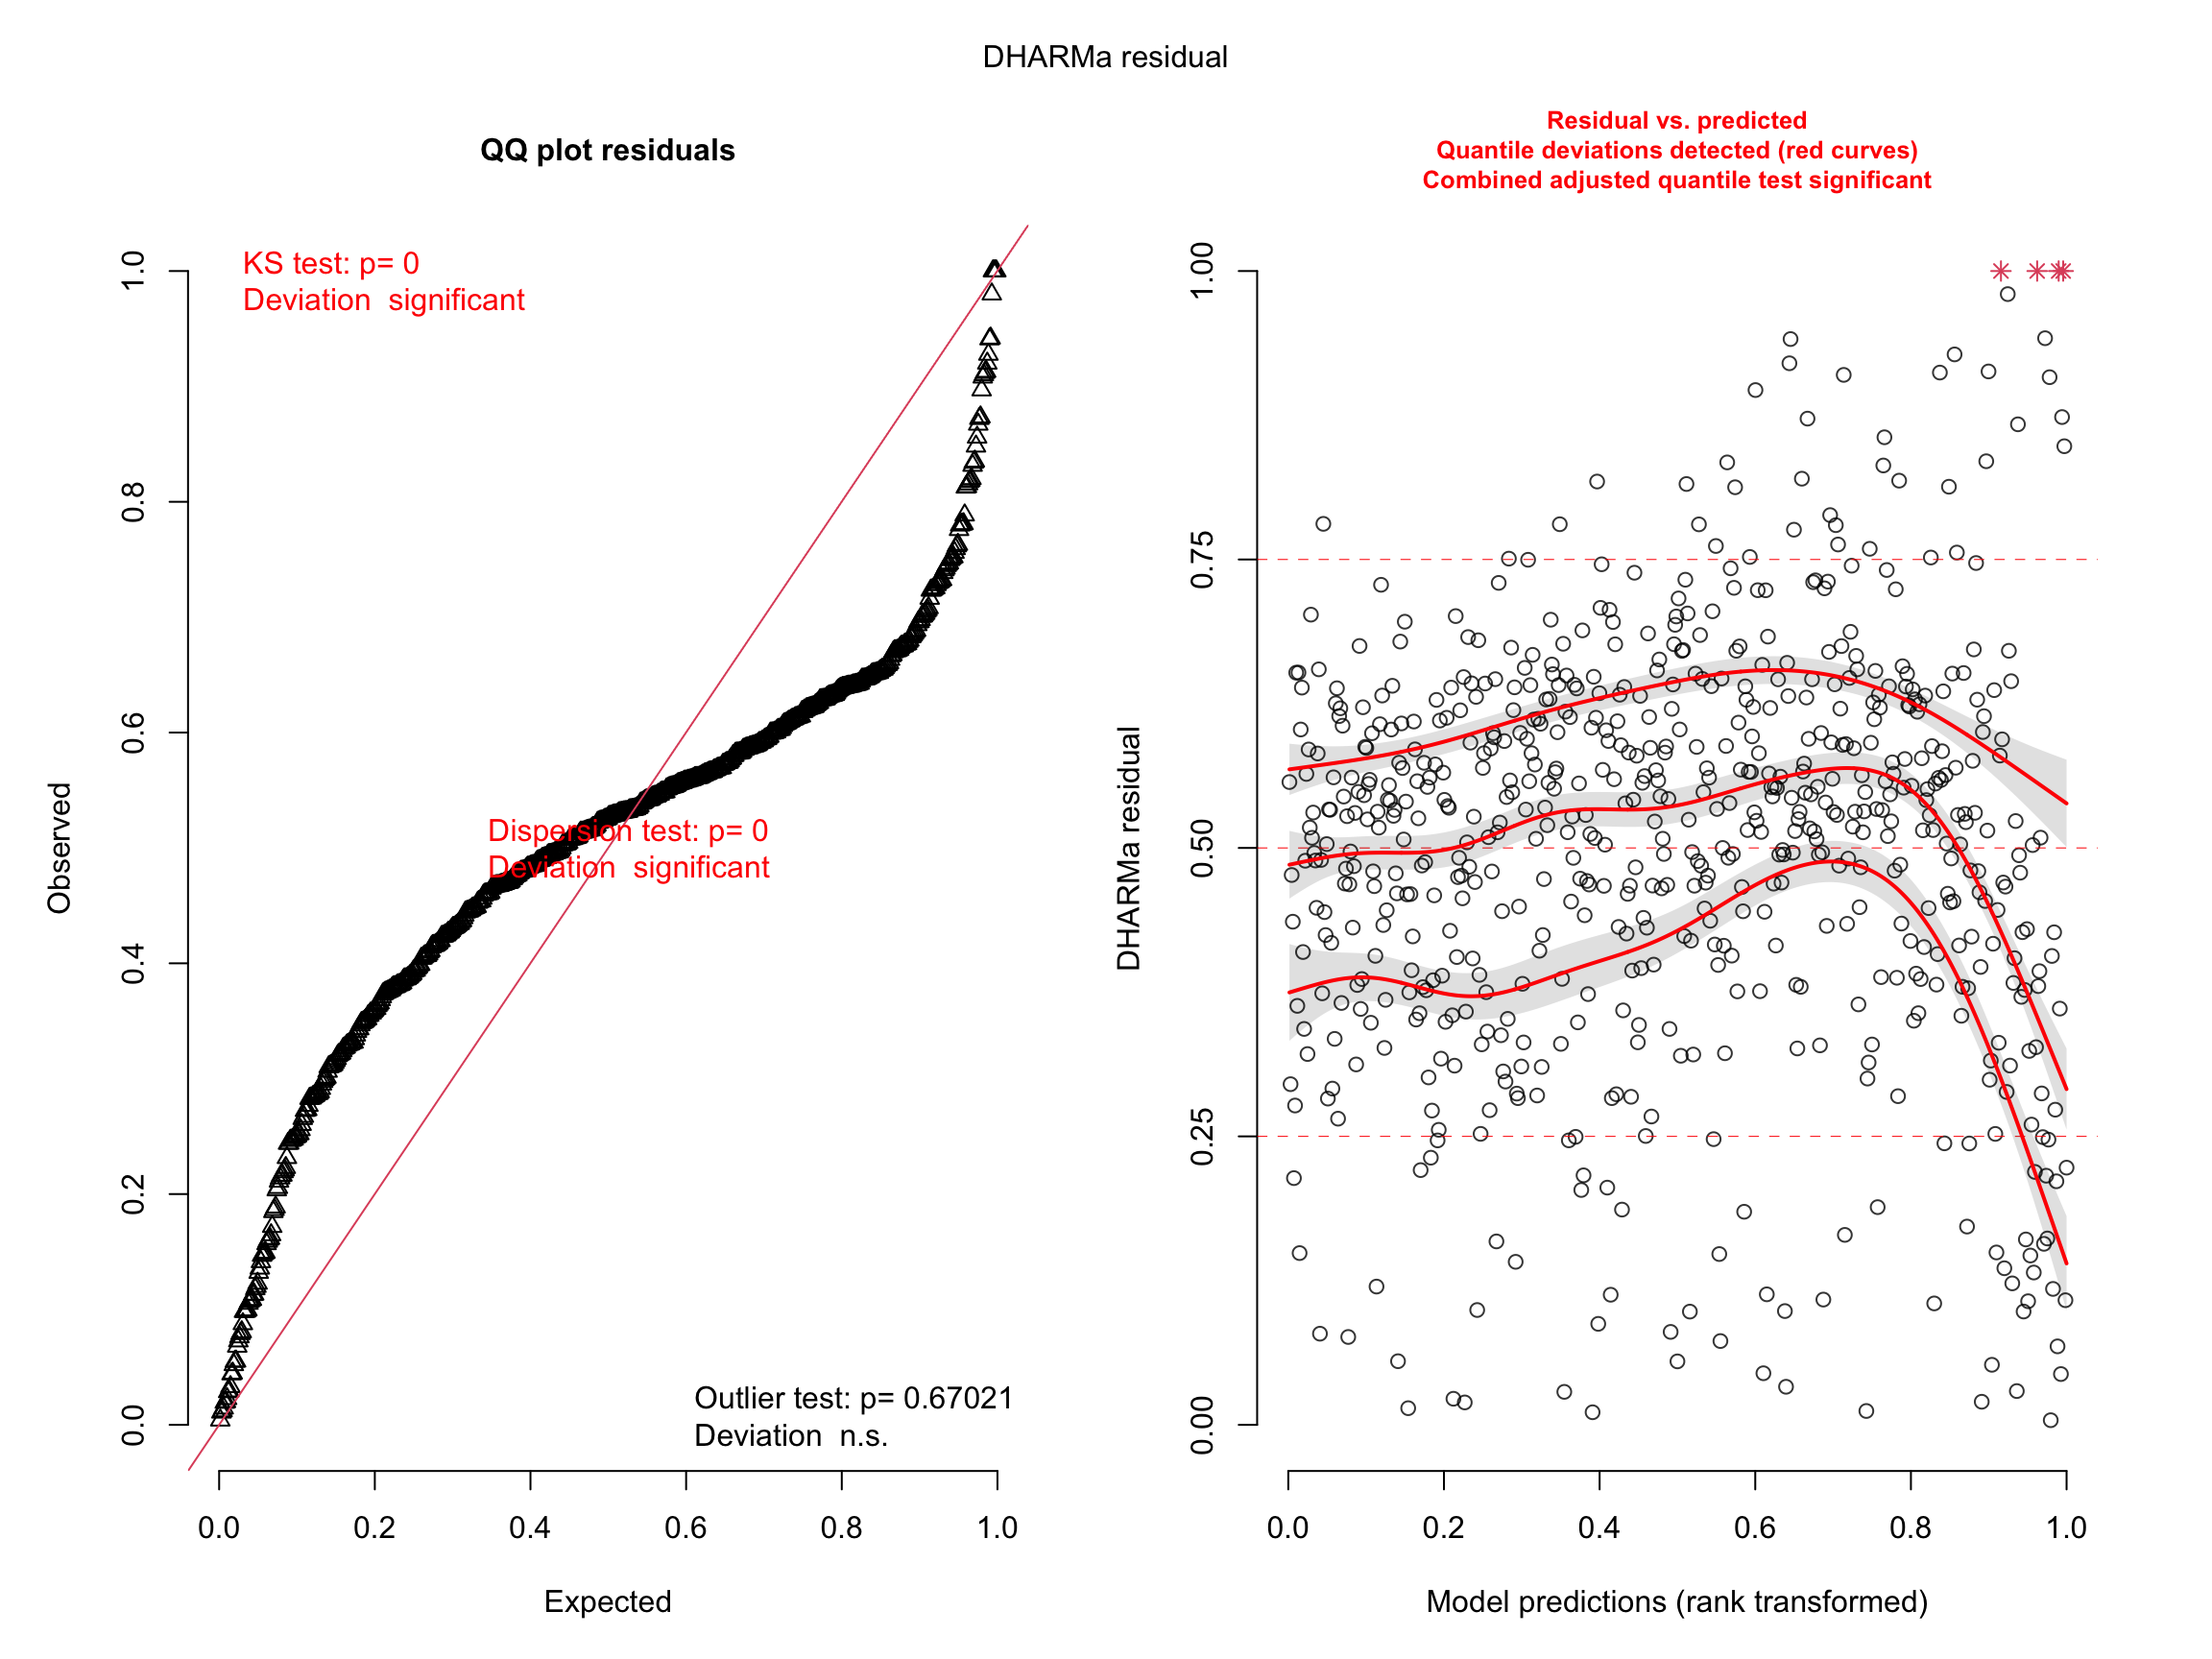 DHARMa residual
QQ plot residuals
KS test: p= 0
Deviation  significant
Dispersion test: p= 0
Deviation  significant
Outlier test: p= 0.67021
Deviation  n.s.
Observed
0.0
0.2
0.4
0.6
0.8
1.0
0.0 0.2 0.4 0.6 0.8 1.0
Expected
Residual vs. predicted
Quantile deviations detected (red curves)
Combined adjusted quantile test significant
DHARMa residual
0.00
0.25
0.50
0.75
1.00
0.0 0.2 0.4 0.6 0.8 1.0
Model predictions (rank transformed)